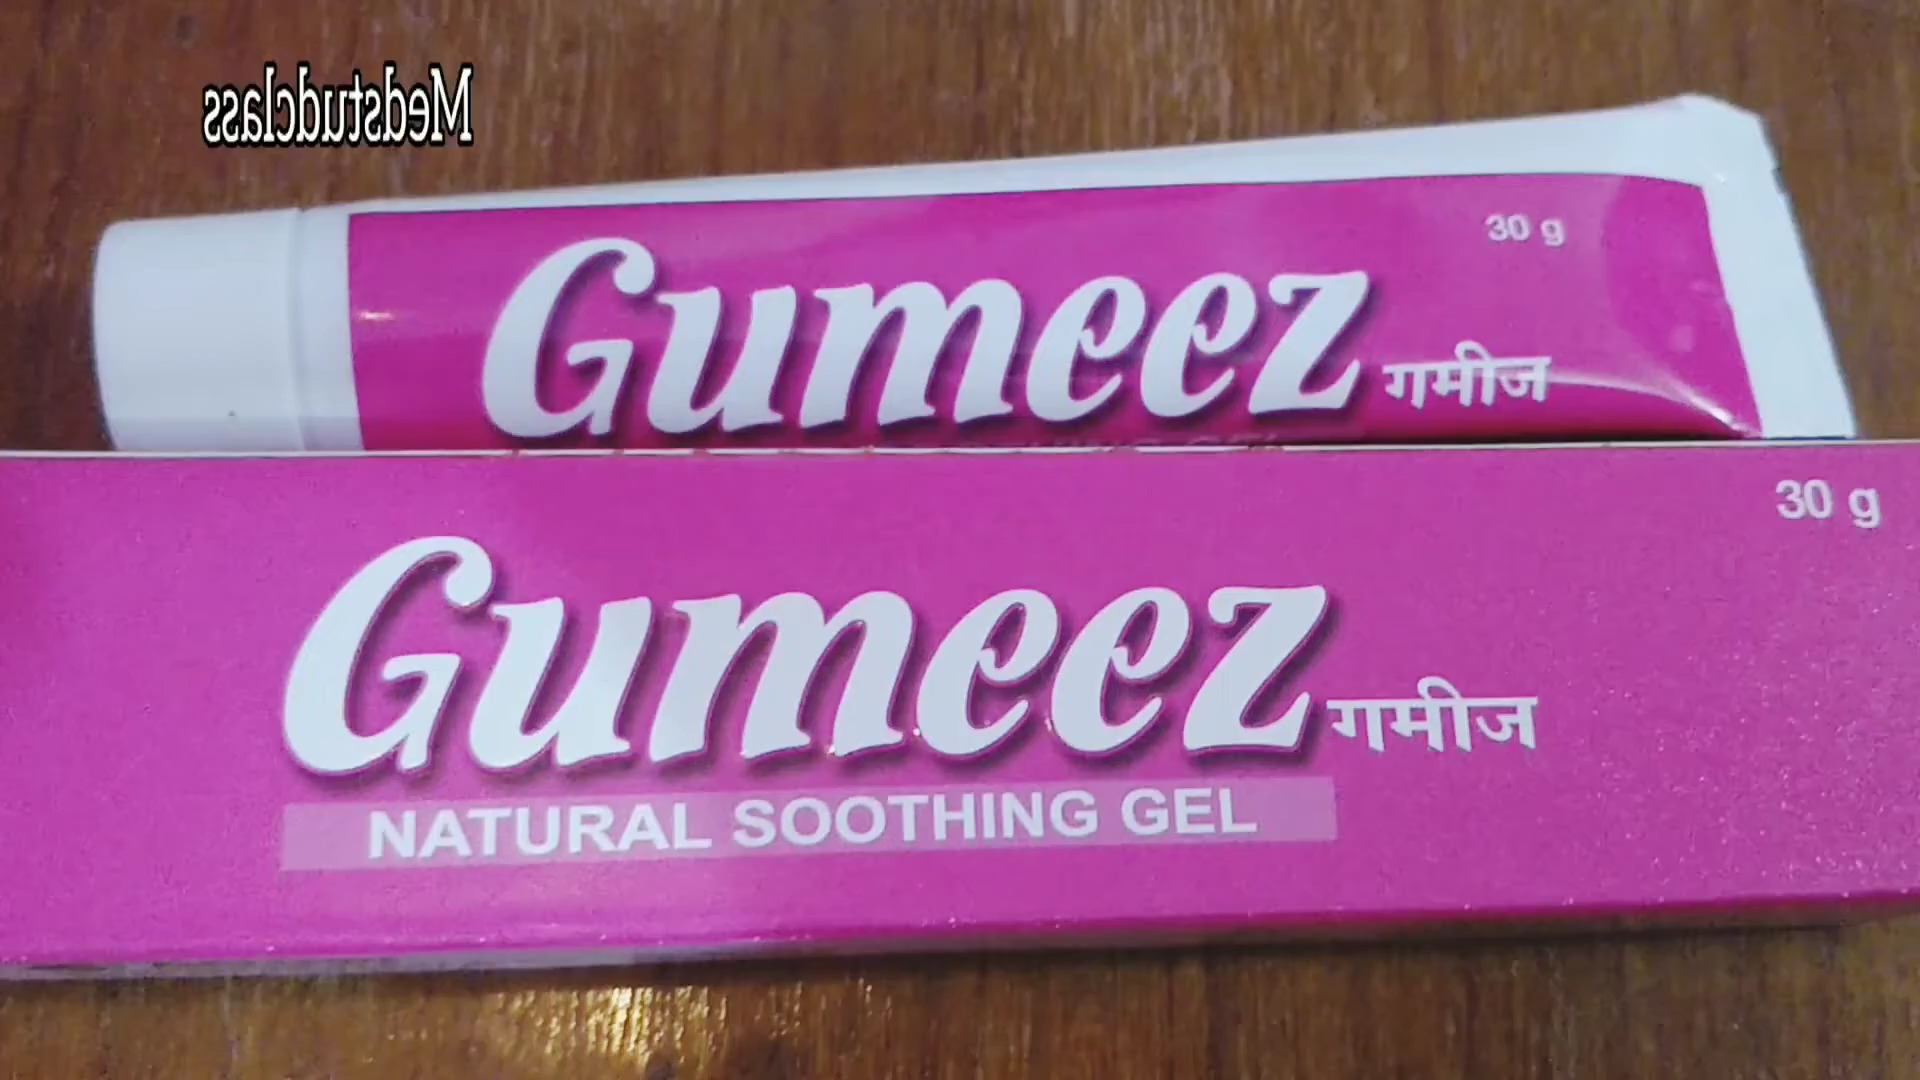 Medstudclass
30 g
Gumeez गमीज
30 g
Gumeez गमीज
NATURAL SOOTHING GEL